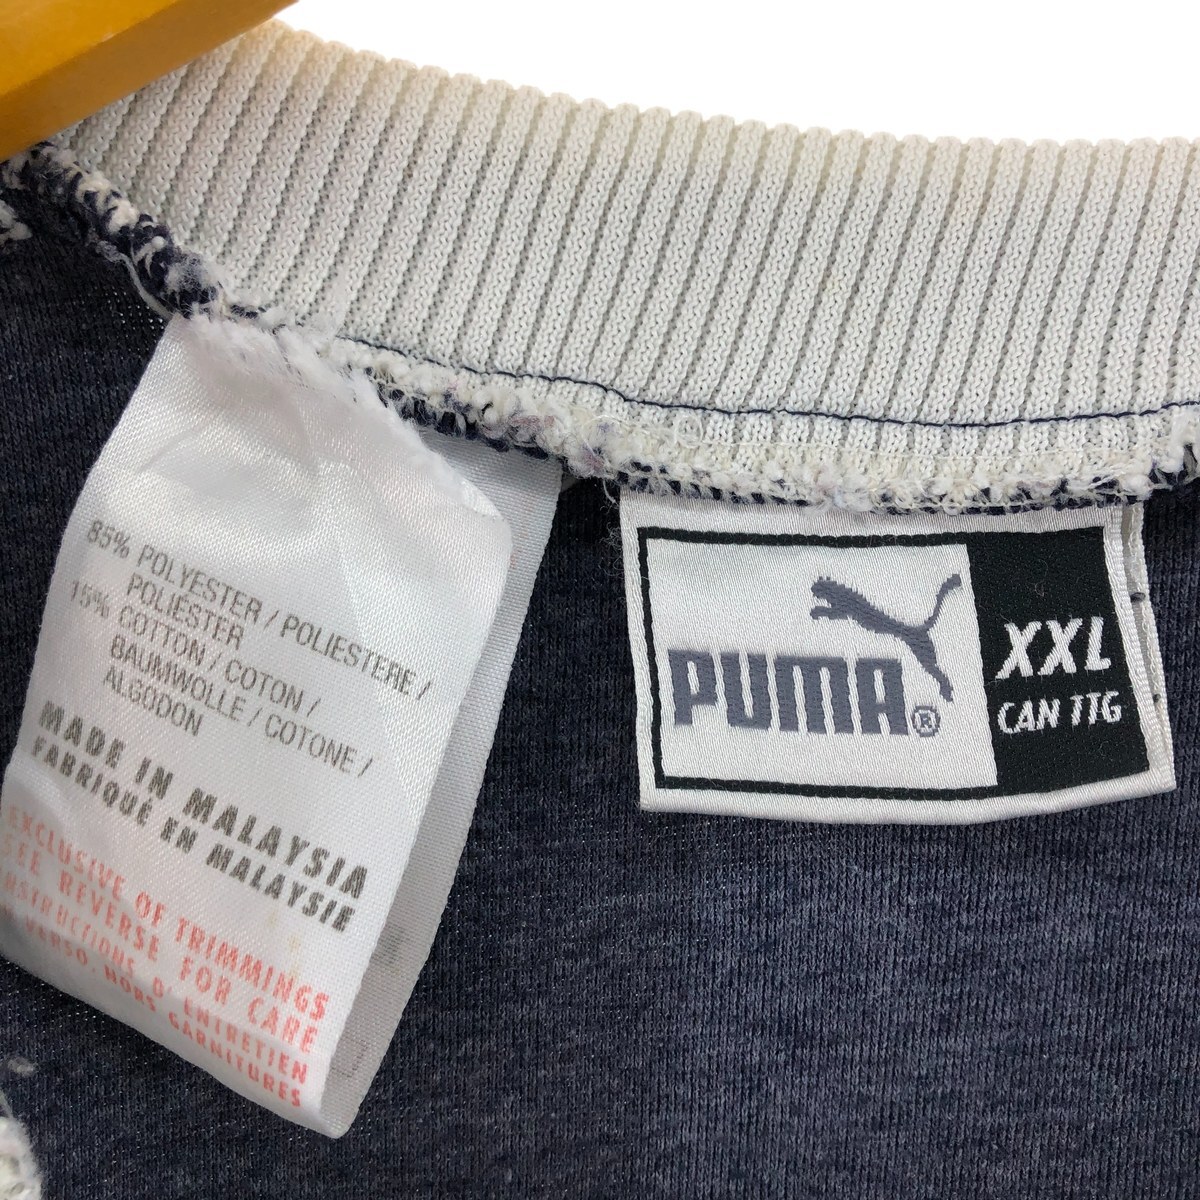 85% POLYESTER / POLIESTERE /
POLIESTER
15% COTTON / COTON /
BAUMWOLLE / COTONE /
ALGODON
MADE IN MALAYSIA
FABRIQUÉ EN MALAYSIE
EXCLUSIVE OF TRIMMINGS
SEE REVERSE FOR CARE
INSTRUCTIONS D' ENTRETIEN
VERSO. HORS GARNITURES
PUMA®
XXL
CAN TTG